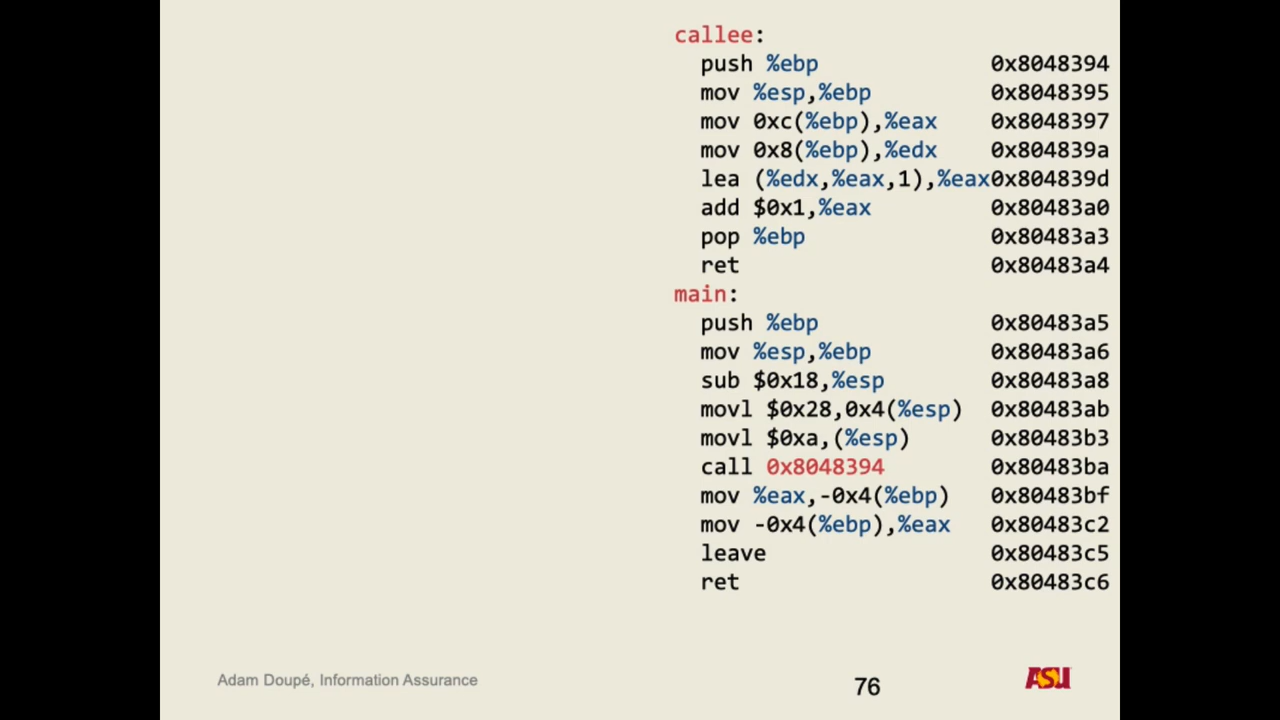 callee:
push %ebp 0x8048394
mov %esp,%ebp 0x8048395
mov 0xc(%ebp),%eax 0x8048397
mov 0x8(%ebp),%edx 0x804839a
lea (%edx,%eax,1),%eax0x804839d
add $0x1,%eax 0x80483a0
pop %ebp 0x80483a3
ret 0x80483a4
main:
push %ebp 0x80483a5
mov %esp,%ebp 0x80483a6
sub $0x18,%esp 0x80483a8
movl $0x28,0x4(%esp) 0x80483ab
movl $0xa,(%esp) 0x80483b3
call 0x8048394 0x80483ba
mov %eax,-0x4(%ebp) 0x80483bf
mov -0x4(%ebp),%eax 0x80483c2
leave 0x80483c5
ret 0x80483c6
Adam Doupé, Information Assurance
76
ASU